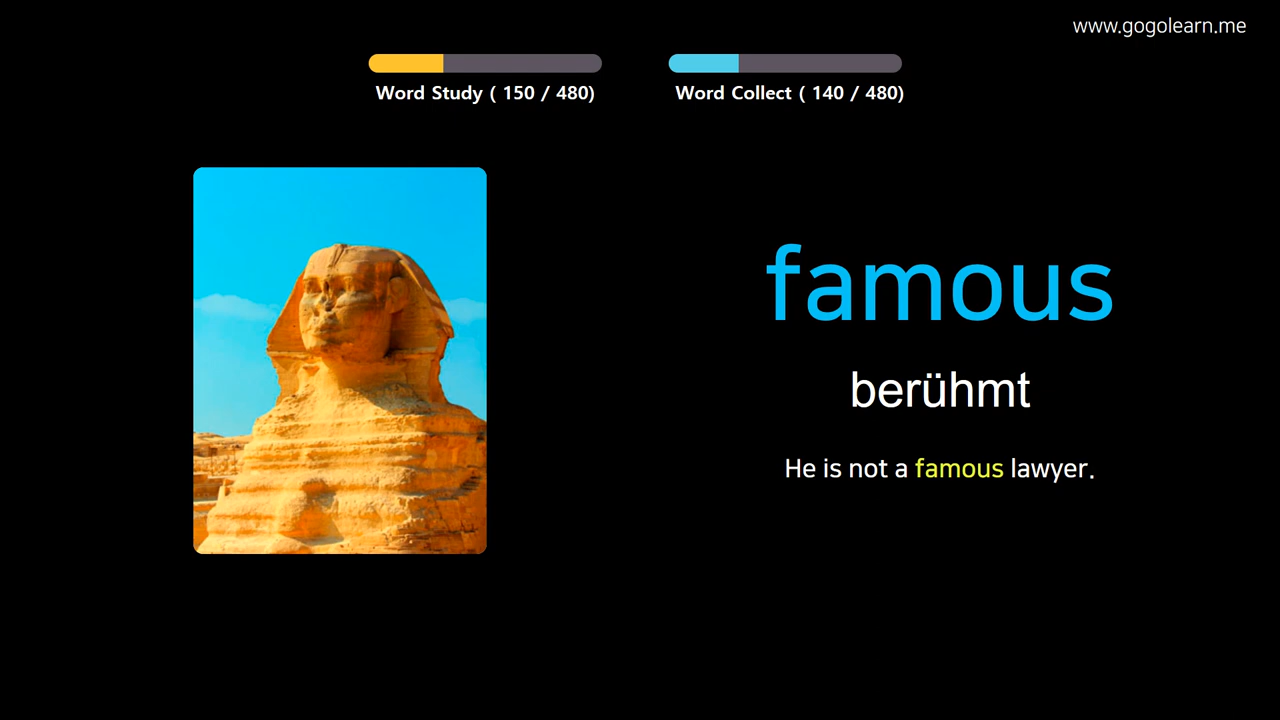 www.gogolearn.me
Word Study ( 150 / 480)
Word Collect ( 140 / 480)
famous
berühmt
He is not a famous lawyer.